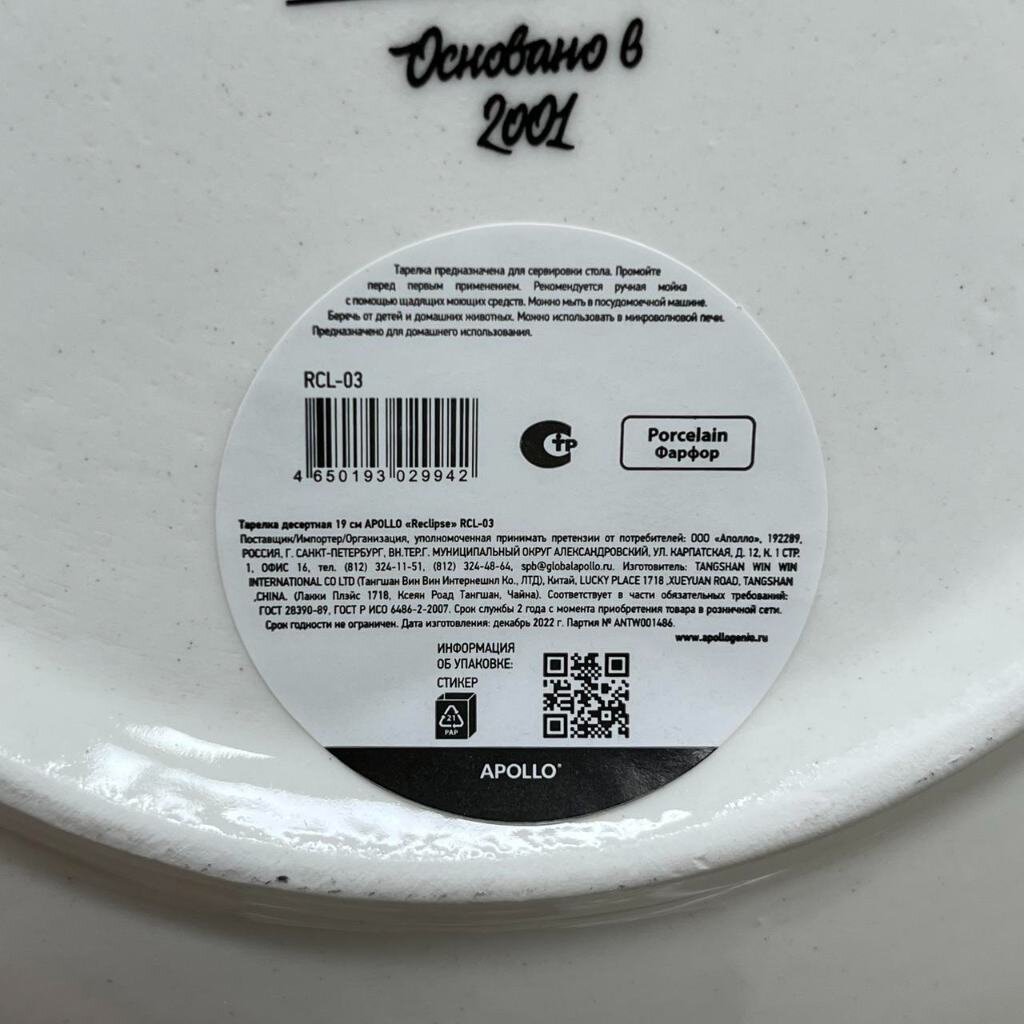 Основано в
2001
Тарелка предназначена для сервировки стола. Промойте
перед первым применением. Рекомендуется ручная мойка
с помощью щадящих моющих средств. Можно мыть в посудомоечной машине.
Беречь от детей и домашних животных. Можно использовать в микроволновой печи.
Предназначено для домашнего использования.
RCL-03
4 650193 029942
Porcelain
Фарфор
Тарелка десертная 19 см APOLLO «Reclipse» RCL-03
Поставщик/Импортер/Организация, уполномоченная принимать претензии от потребителей: ООО «Аполло», 192289,
РОССИЯ, Г. САНКТ-ПЕТЕРБУРГ, ВН.ТЕР.Г. МУНИЦИПАЛЬНЫЙ ОКРУГ АЛЕКСАНДРОВСКИЙ, УЛ. КАРПАТСКАЯ, Д. 12, К. 1 СТР.
1, ОФИС 16, тел. (812) 324-11-51, (812) 324-48-64, spb@globalapollo.ru. Изготовитель: TANGSHAN WIN WIN
INTERNATIONAL CO LTD (Тангшан Вин Вин Интернешнл Ко., ЛТД), Китай, LUCKY PLACE 1718 ,XUEYUAN ROAD, TANGSHAN
,CHINA. (Лакки Плэйс 1718, Ксеян Роад Тангшан, Чайна). Соответствует в части обязательных требований:
ГОСТ 28390-89, ГОСТ Р ИСО 6486-2-2007. Срок службы 2 года с момента приобретения товара в розничной сети.
Срок годности не ограничен. Дата изготовления: декабрь 2022 г. Партия № ANTW001486.
www.apollogenio.ru
ИНФОРМАЦИЯ
ОБ УПАКОВКЕ:
СТИКЕР
21
PAP
APOLLO®